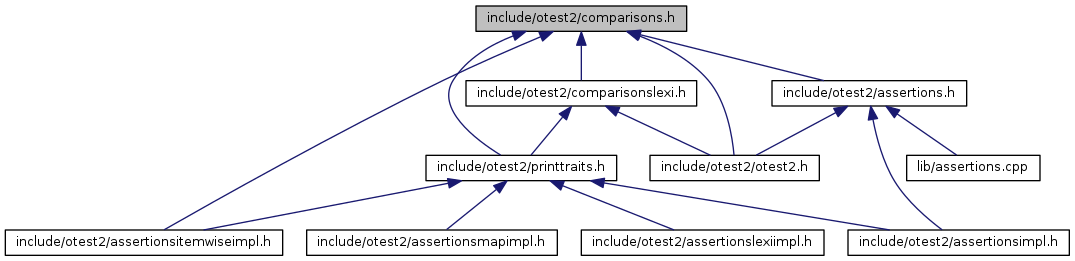 include/otest2/comparisons.h
include/otest2/comparisonslexi.h
include/otest2/assertions.h
include/otest2/printtraits.h
include/otest2/otest2.h
lib/assertions.cpp
include/otest2/assertionsitemwiseimpl.h
include/otest2/assertionsmapimpl.h
include/otest2/assertionslexiimpl.h
include/otest2/assertionsimpl.h